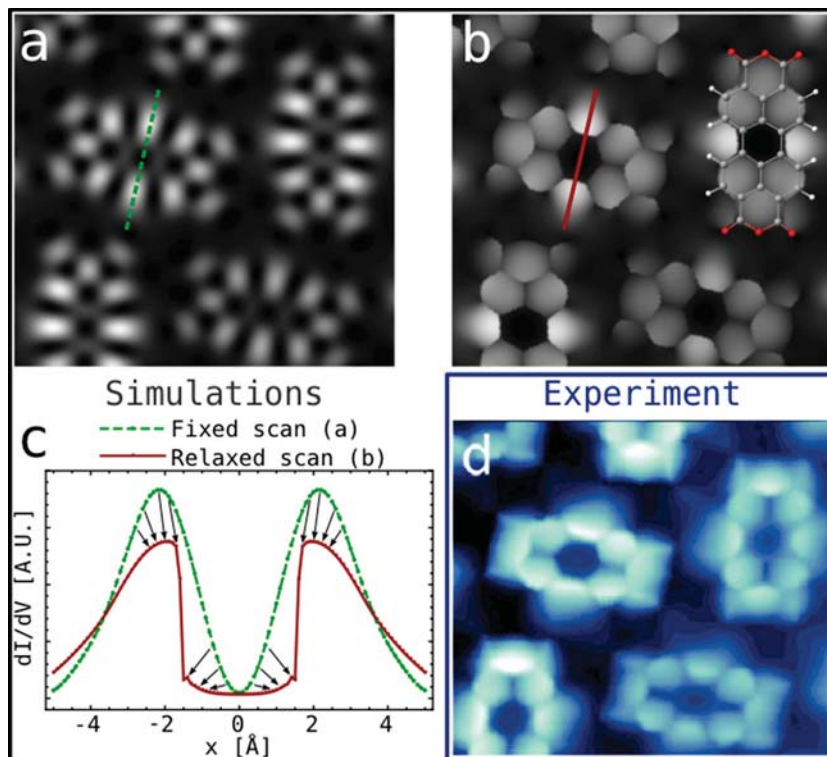 a
b
Simulations
Experiment
c
Fixed scan (a)
Relaxed scan (b)
d
dI/dV [A.U.]
-4 -2 0 2 4
x [Å]